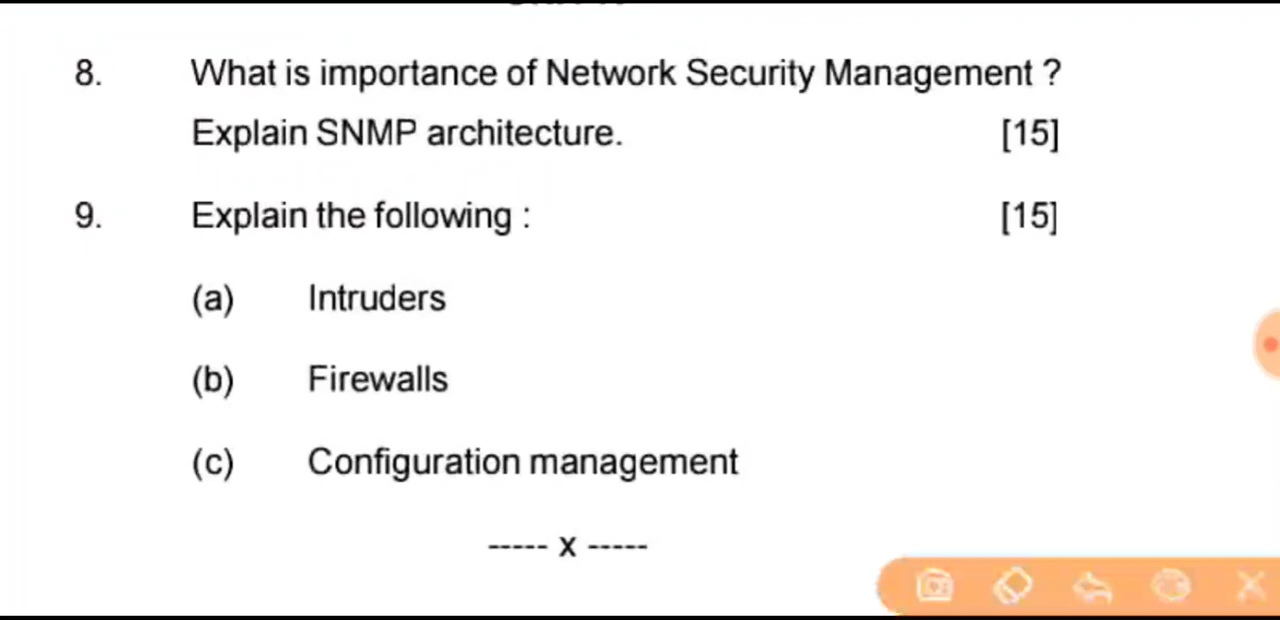 8. What is importance of Network Security Management ?
Explain SNMP architecture. [15]
9. Explain the following : [15]
(a) Intruders
(b) Firewalls
(c) Configuration management
----- x -----